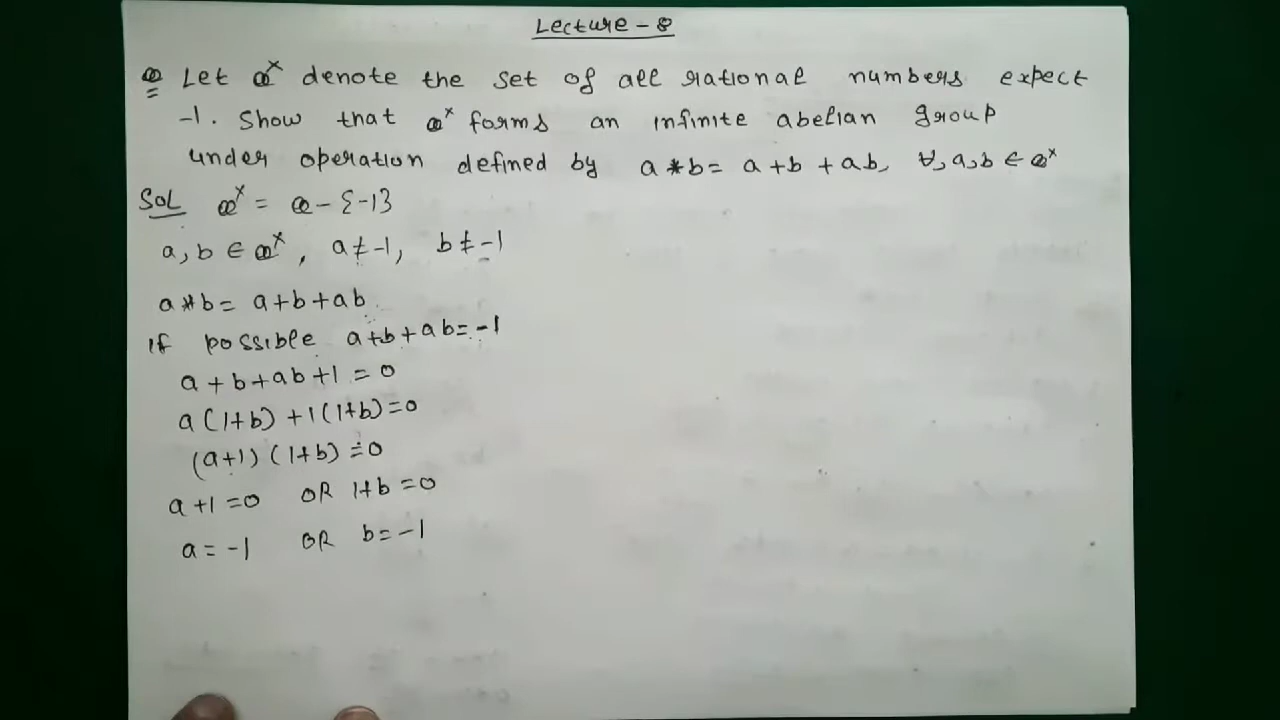 Lecture - 8
Q Let Q^x denote the set of all rational numbers expect
-1. Show that Q^x forms an infinite abelian group
under operation defined by a * b = a + b + ab, ∀, a, b ∈ Q^x
Sol Q^x = Q - {-1}
a, b ∈ Q^x, a ≠ -1, b ≠ -1
a * b = a + b + ab
If possible a + b + ab = -1
a + b + ab + 1 = 0
a (1 + b) + 1 (1 + b) = 0
(a + 1) (1 + b) = 0
a + 1 = 0 OR 1 + b = 0
a = -1 OR b = -1